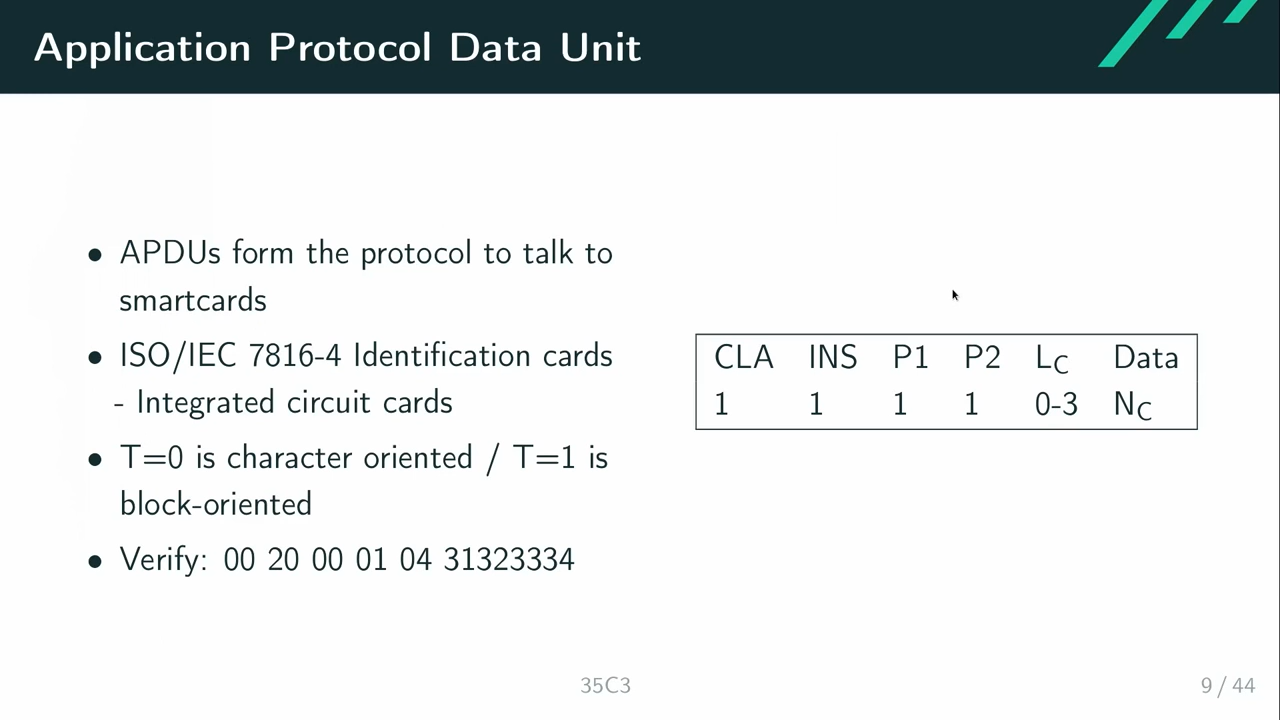 Application Protocol Data Unit
• APDUs form the protocol to talk to
smartcards
• ISO/IEC 7816-4 Identification cards
- Integrated circuit cards
• T=0 is character oriented / T=1 is
block-oriented
• Verify: 00 20 00 01 04 31323334
CLA INS P1 P2 LC Data
1 1 1 1 0-3 NC
35C3
9 / 44